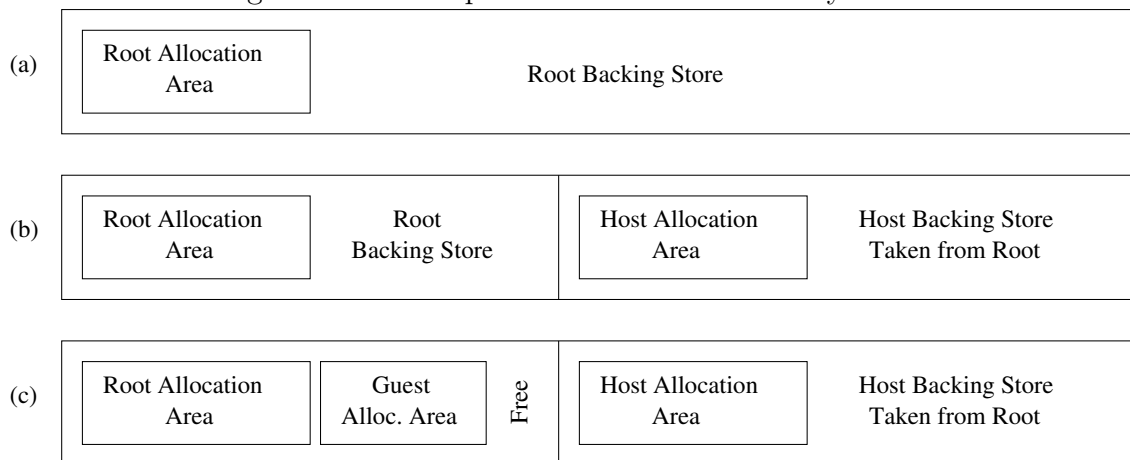 (a)
Root Allocation
Area
Root Backing Store
(b)
Root Allocation
Area
Root
Backing Store
Host Allocation
Area
Host Backing Store
Taken from Root
(c)
Root Allocation
Area
Guest
Alloc. Area
Free
Host Allocation
Area
Host Backing Store
Taken from Root